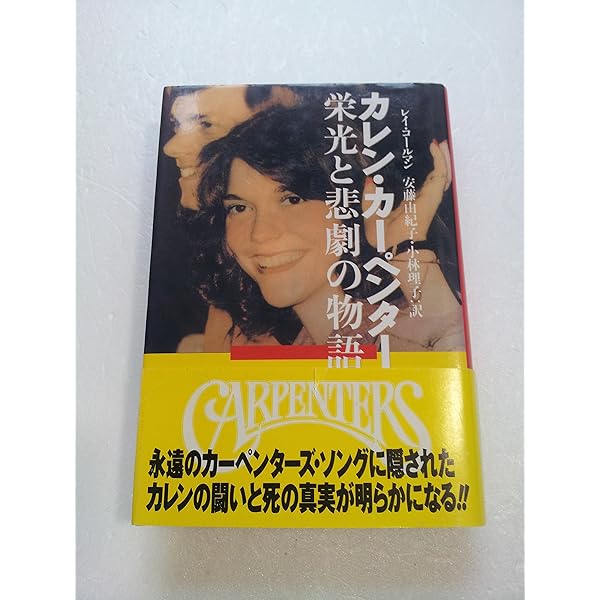 レイ・コールマン 安藤由紀子・小林理子:訳
カレン・カーペンター
栄光と悲劇の物語
CARPENTERS
永遠のカーペンターズ・ソングに隠された
カレンの闘いと死の真実が明らかになる!!